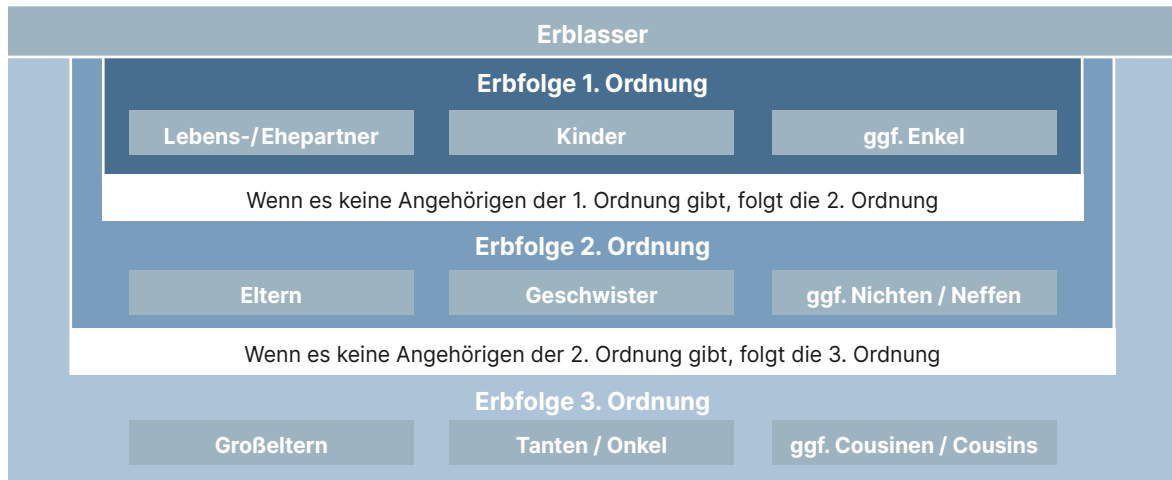 Erblasser
Erbfolge 1. Ordnung
Lebens-/Ehepartner
Kinder
ggf. Enkel
Wenn es keine Angehörigen der 1. Ordnung gibt, folgt die 2. Ordnung
Erbfolge 2. Ordnung
Eltern
Geschwister
ggf. Nichten / Neffen
Wenn es keine Angehörigen der 2. Ordnung gibt, folgt die 3. Ordnung
Erbfolge 3. Ordnung
Großeltern
Tanten / Onkel
ggf. Cousinen / Cousins